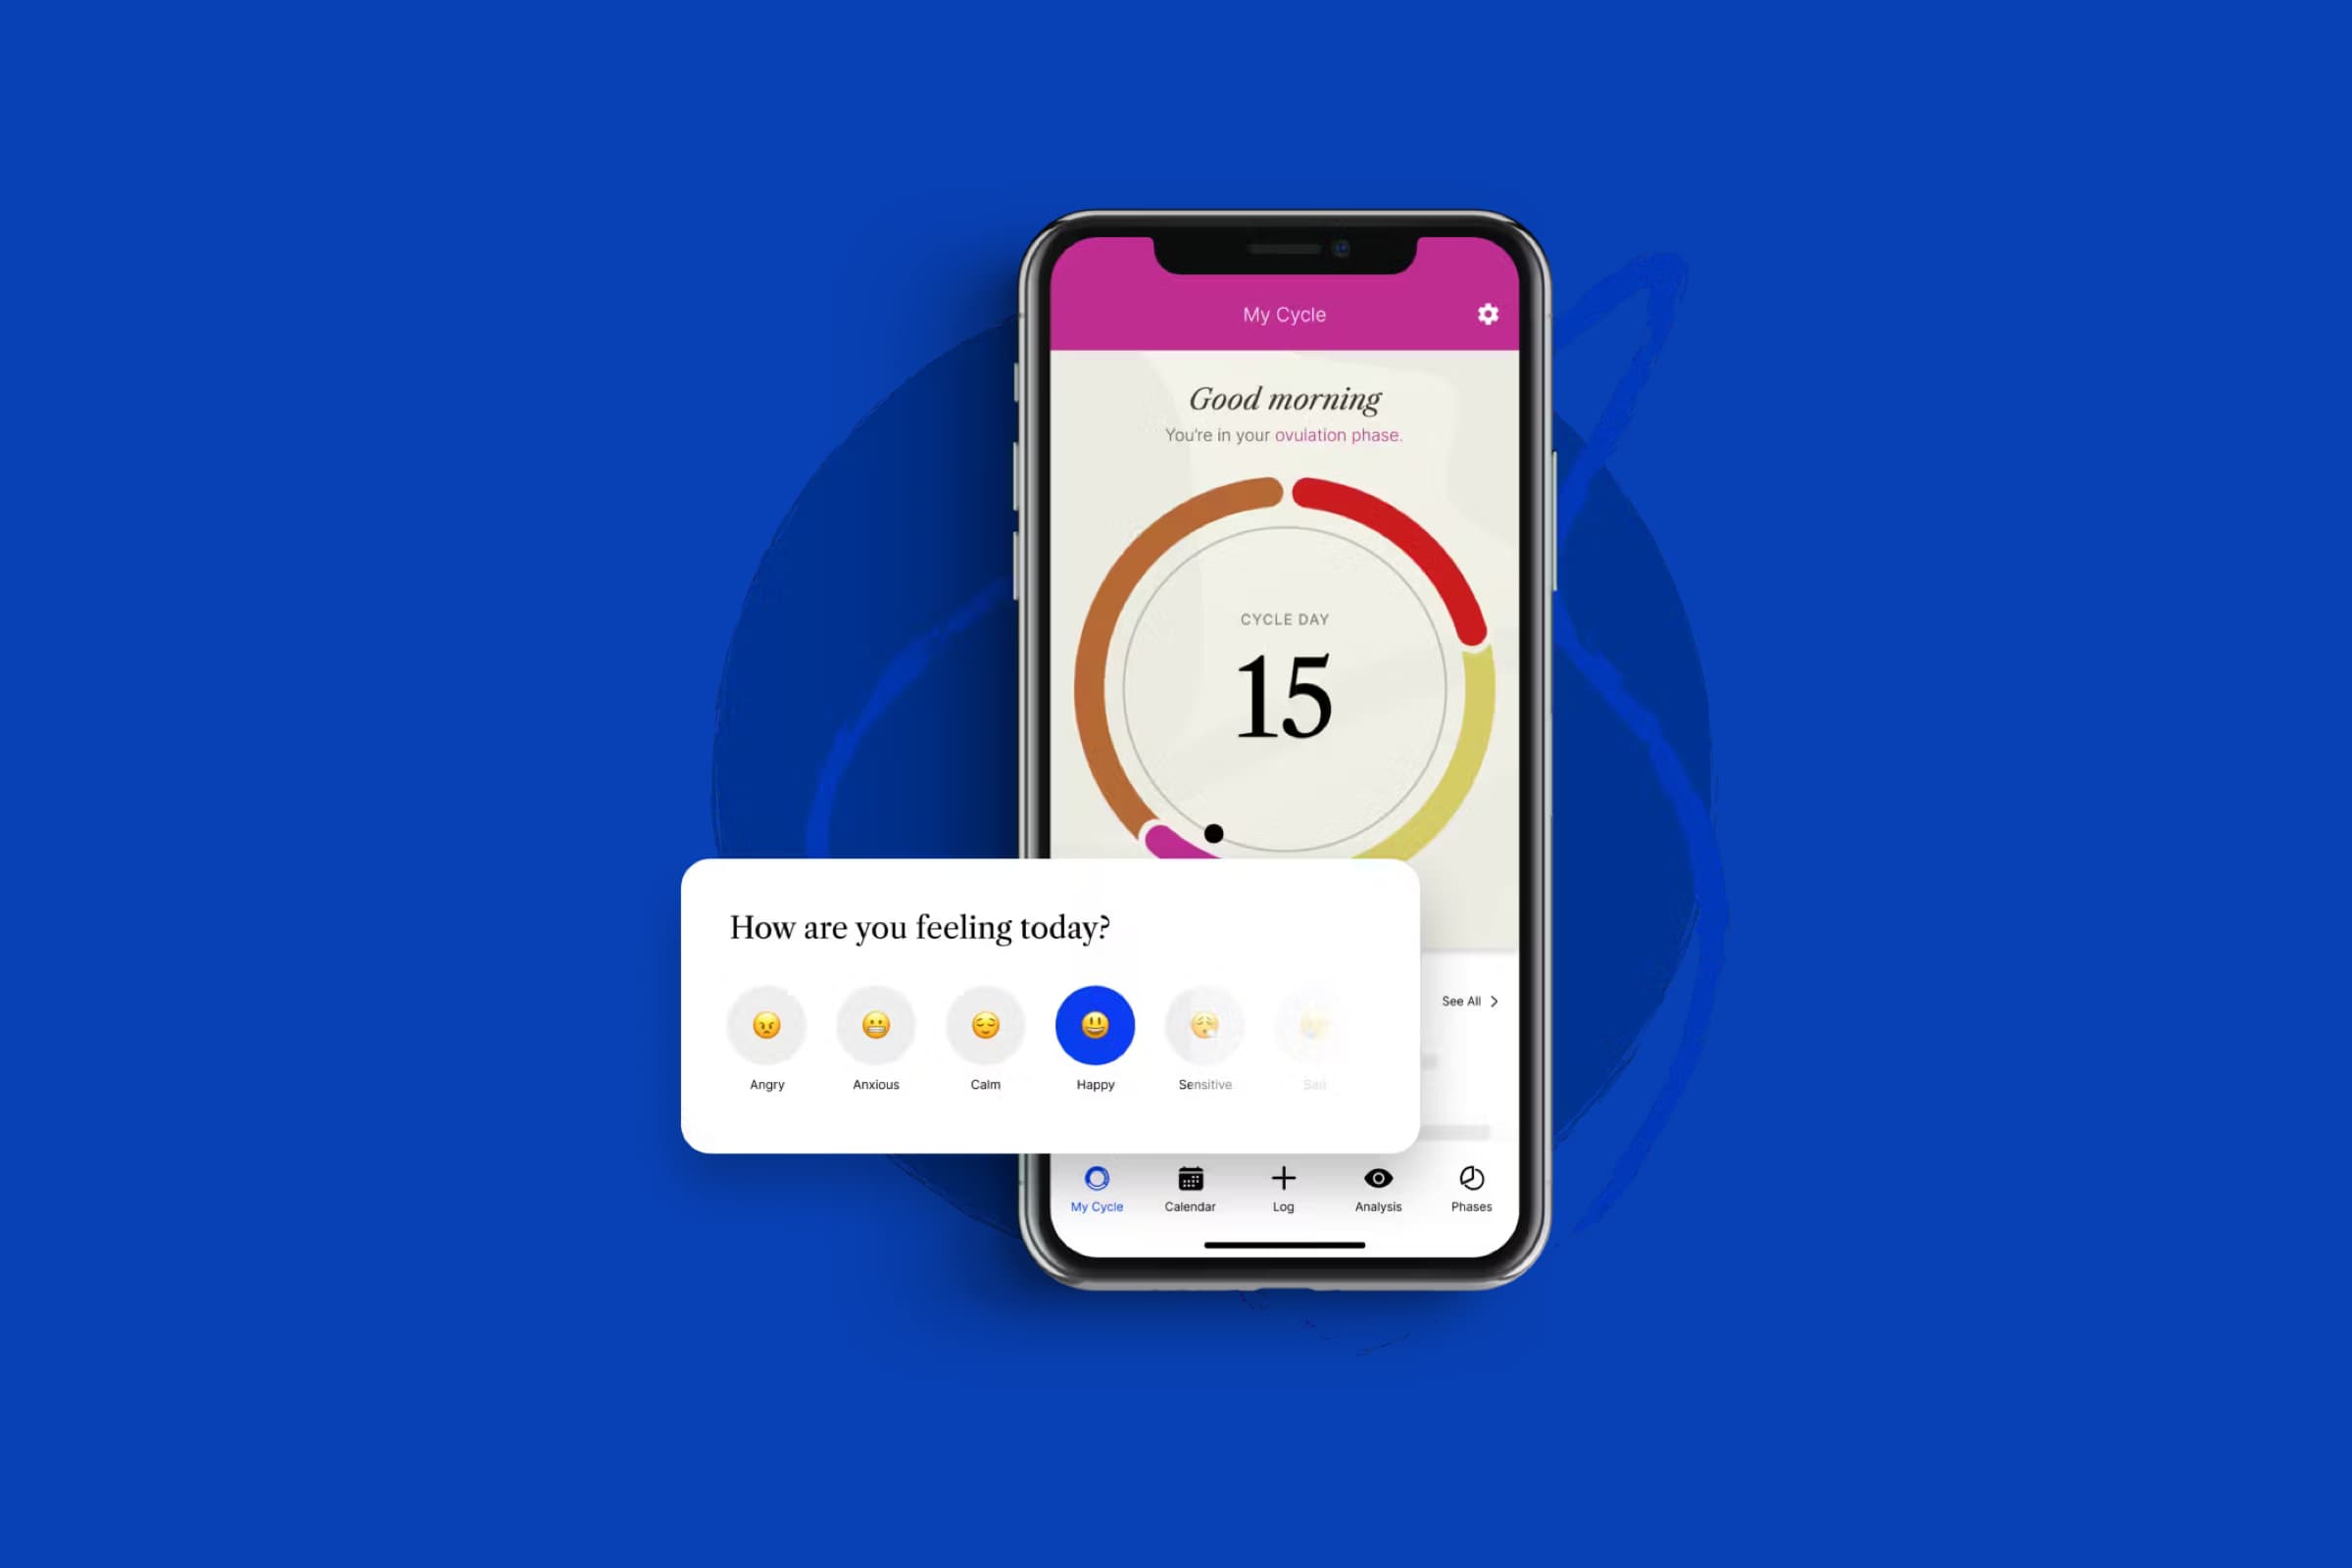 My Cycle
Good morning
You're in your ovulation phase.
CYCLE DAY
15
How are you feeling today?
See All
Angry
Anxious
Calm
Happy
Sensitive
Sad
My Cycle
Calendar
Log
Analysis
Phases